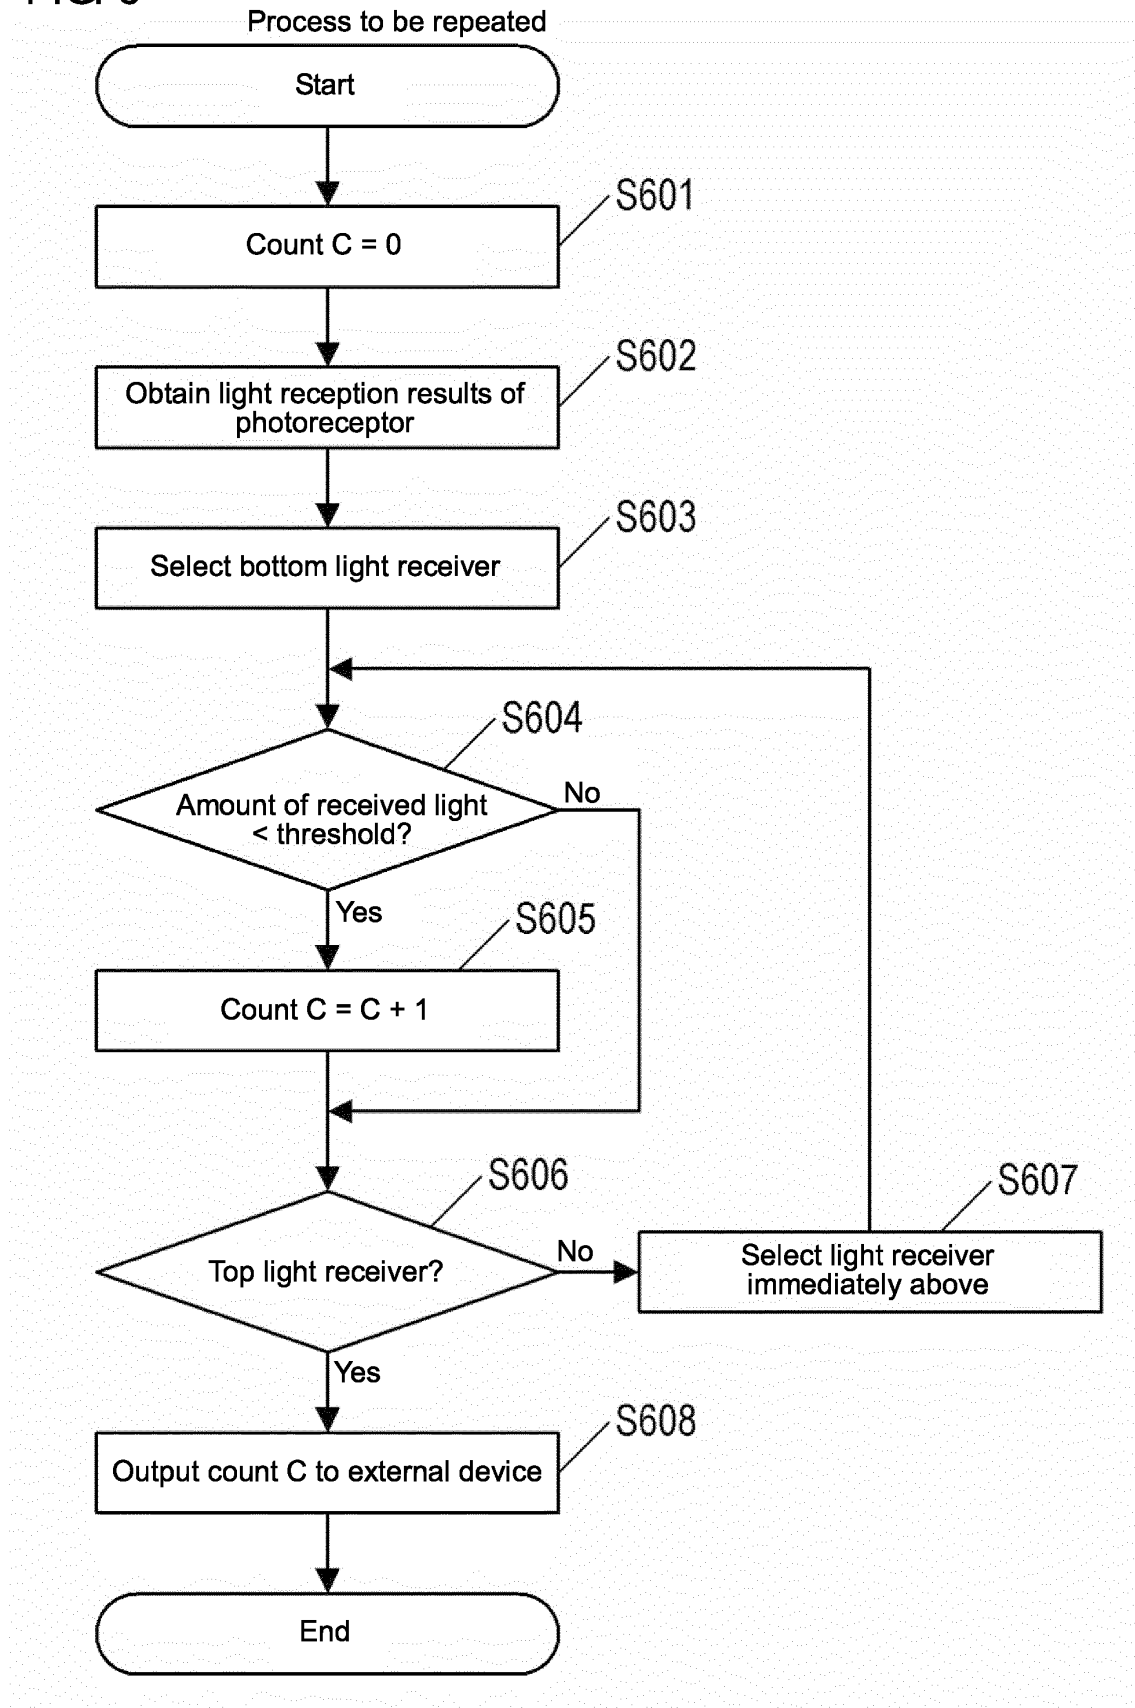 Process to be repeated
Start
S601
Count C = 0
S602
Obtain light reception results of
photoreceptor
S603
Select bottom light receiver
S604
Amount of received light
< threshold?
No
Yes
S605
Count C = C + 1
S606
Top light receiver?
No
S607
Select light receiver
immediately above
Yes
S608
Output count C to external device
End